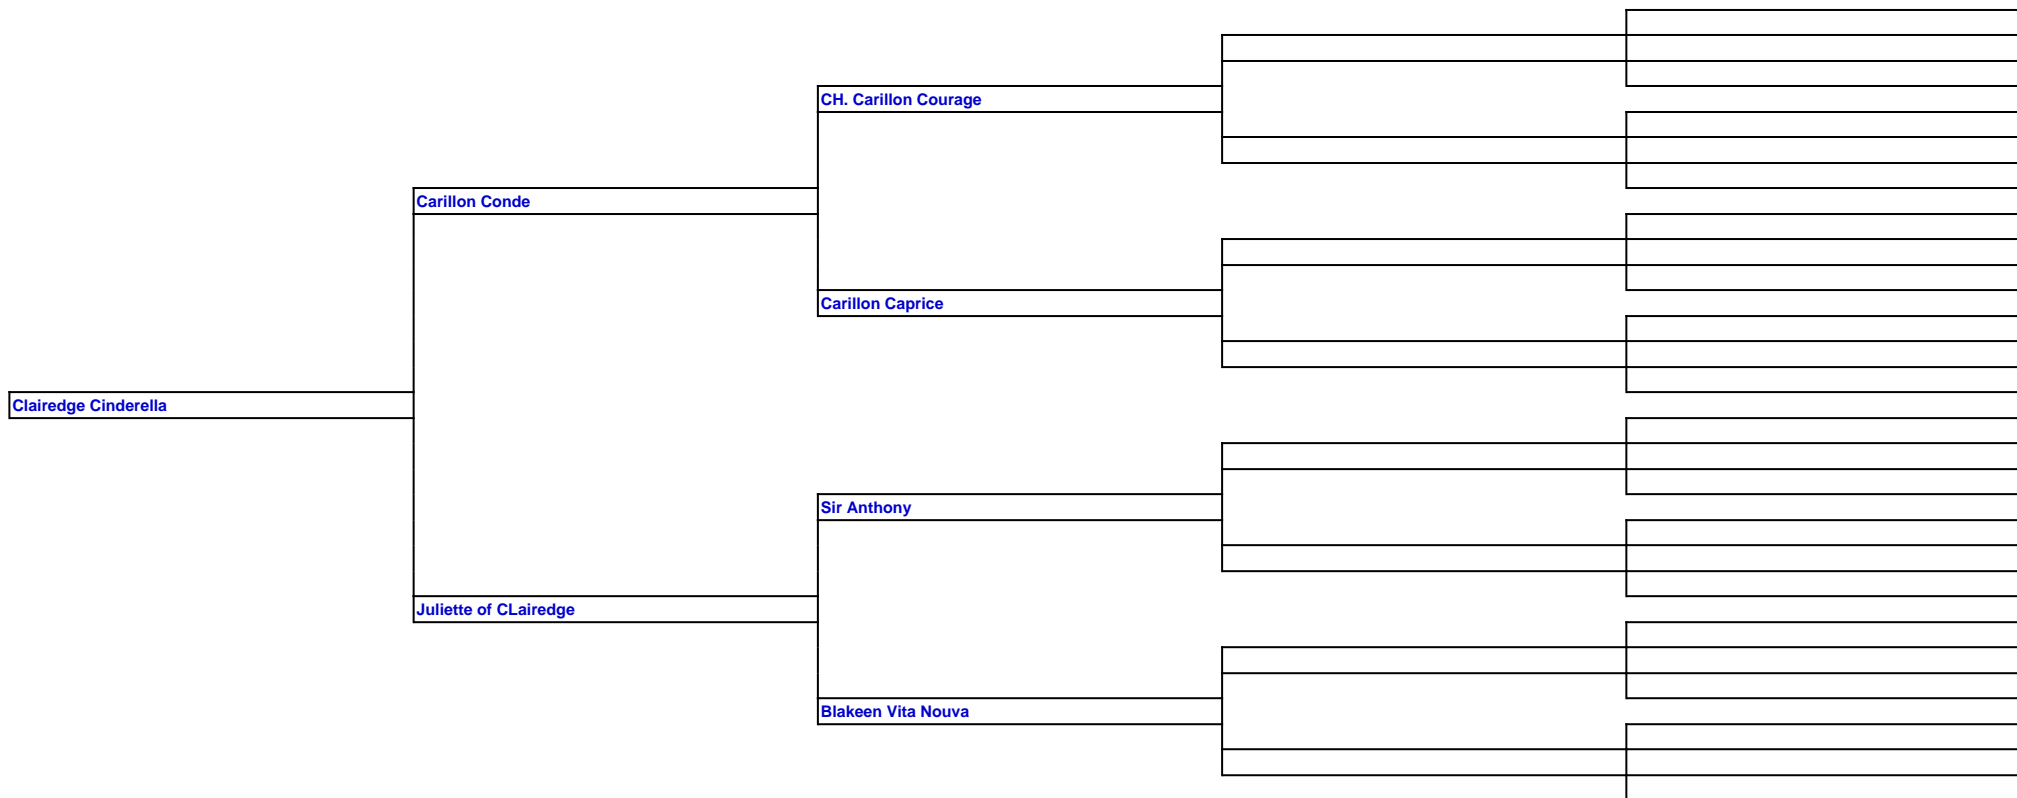 CH. Carillon Courage
Carillon Conde
Carillon Caprice
Clairedge Cinderella
Sir Anthony
Juliette of CLairedge
Blakeen Vita Nouva